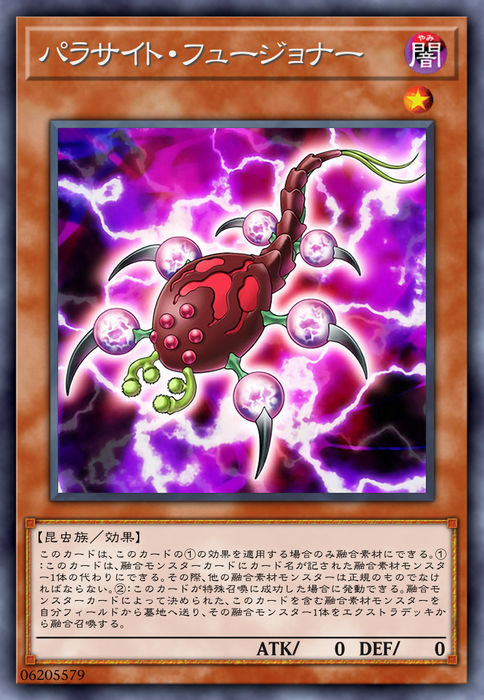 パラサイト・フュージョナー
やみ
闇
【昆虫族／効果】
このカードは、このカードの①の効果を適用する場合のみ融合素材にできる。①
：このカードは、融合モンスターカードにカード名が記された融合素材モンスタ
ー1体の代わりにできる。その際、他の融合素材モンスターは正規のものでなけ
ればならない。②：このカードが特殊召喚に成功した場合に発動できる。融合モ
ンスターカードによって決められた、このカードを含む融合素材モンスターを
自分フィールドから墓地へ送り、その融合モンスター1体をエクストラデッキか
ら融合召喚する。
ATK/ 0 DEF/ 0
06205579